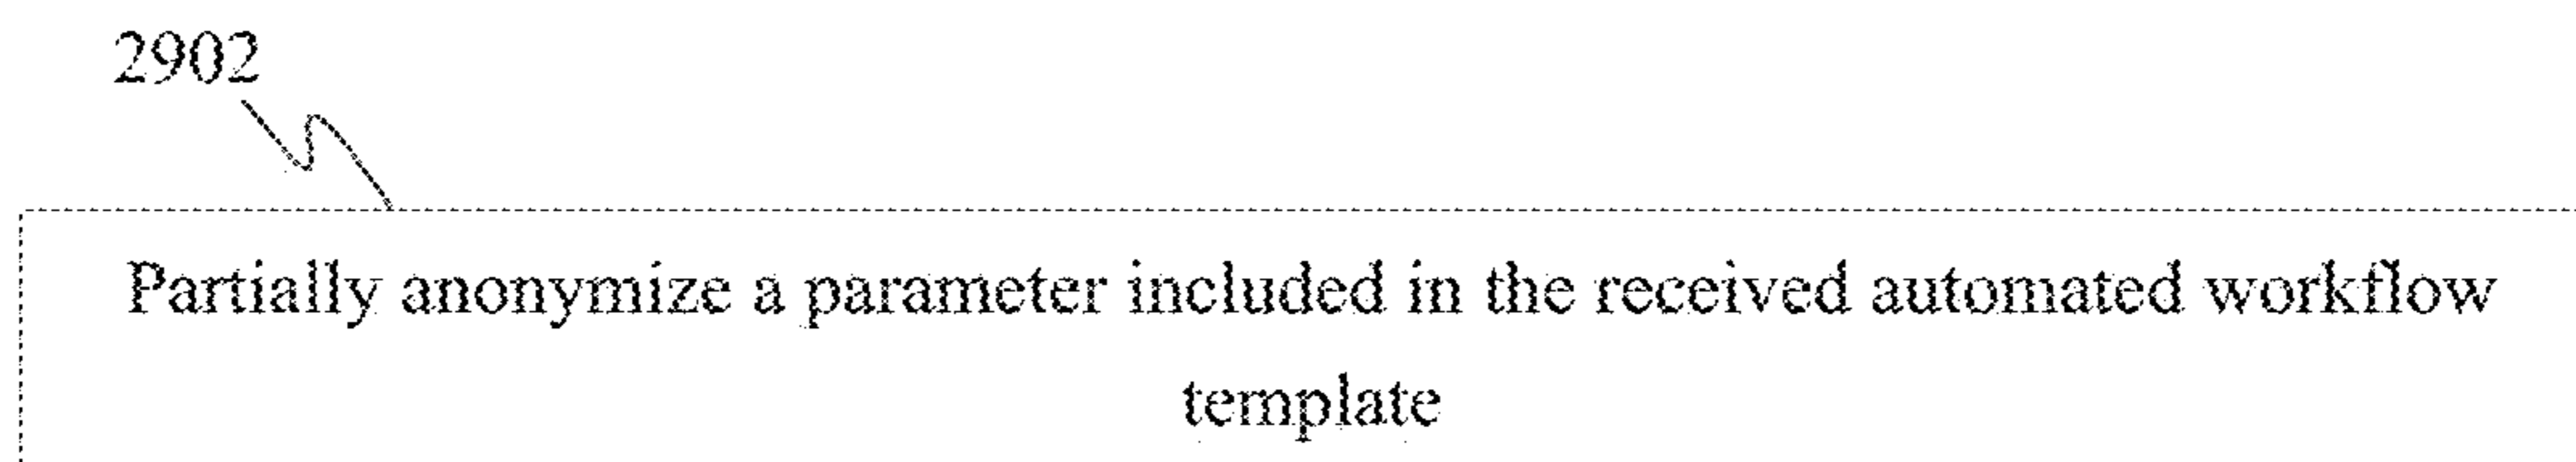 2902
Partially anonymize a parameter included in the received automated workflow
template